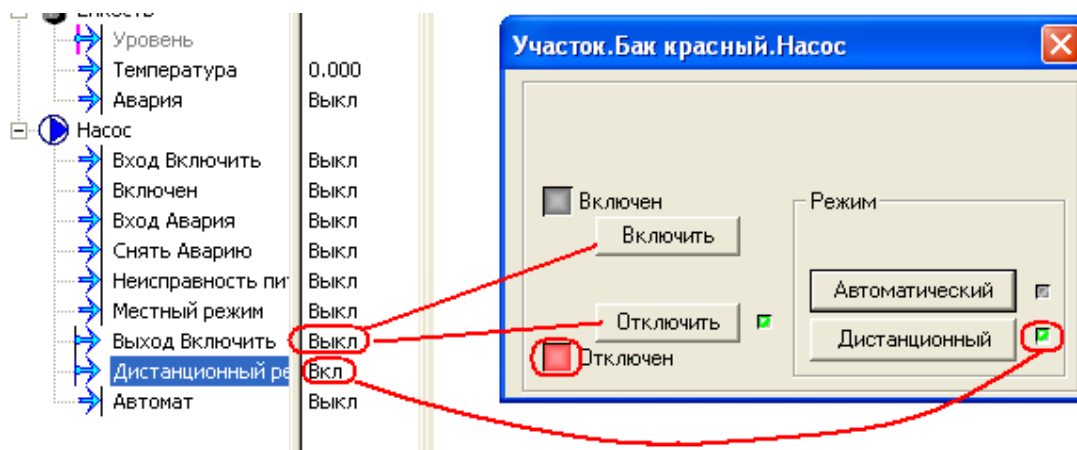 Уровень
Температура 0.000
Авария Выкл
Насос
Вход Включить Выкл
Включен Выкл
Вход Авария Выкл
Снять Аварию Выкл
Неисправность пит Выкл
Местный режим Выкл
Выход Включить Выкл
Дистанционный ре Вкл
Автомат Выкл
Участок.Бак красный.Насос
Включен
Включить
Отключить
Отключен
Режим
Автоматический
Дистанционный